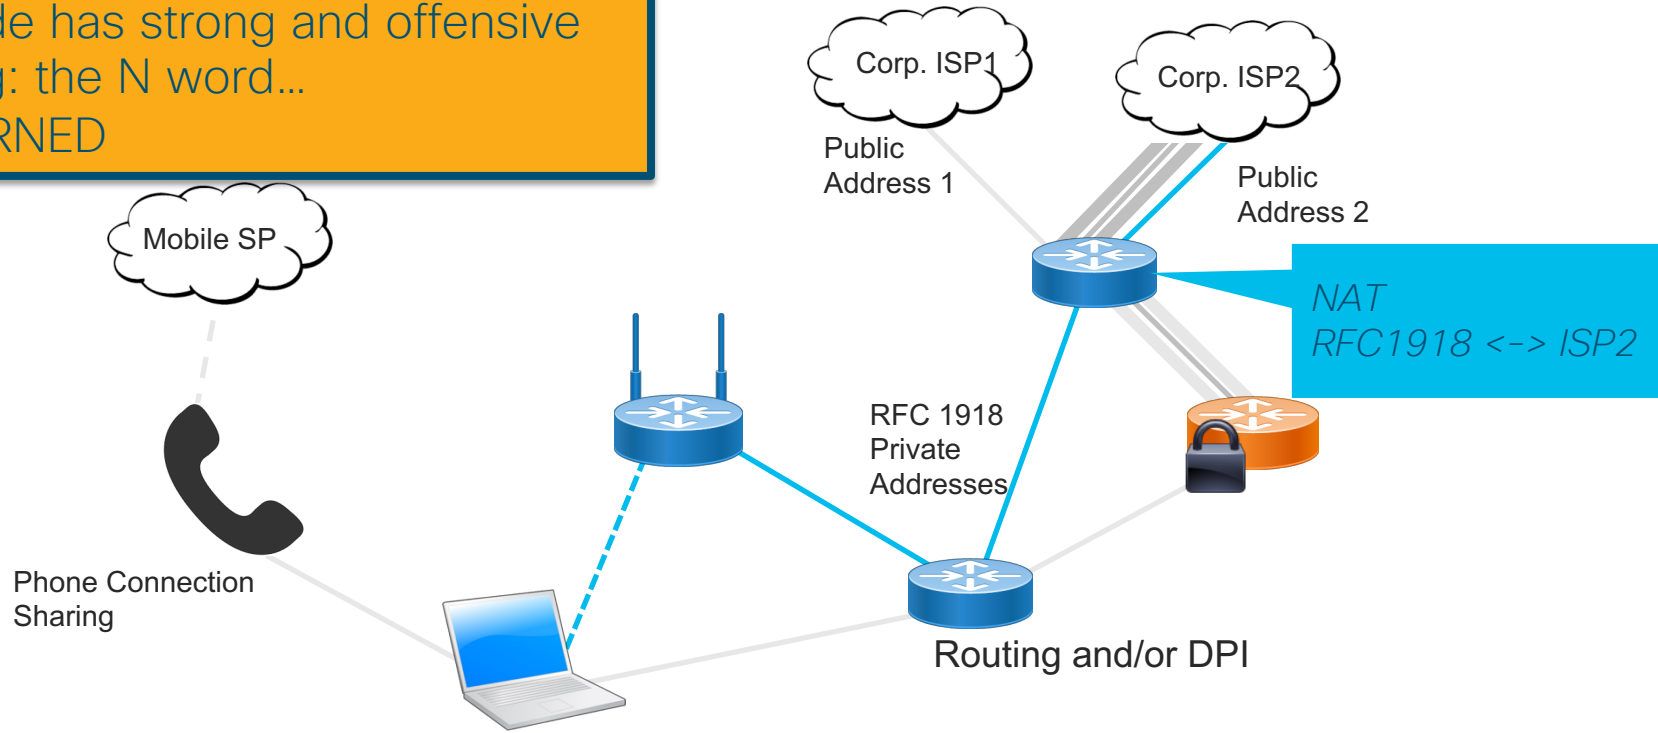 de has strong and offensive
g: the N word...
RNED
Corp. ISP1
Corp. ISP2
Public
Address 1
Public
Address 2
Mobile SP
NAT
RFC1918 <-> ISP2
RFC 1918
Private
Addresses
Phone Connection
Sharing
Routing and/or DPI